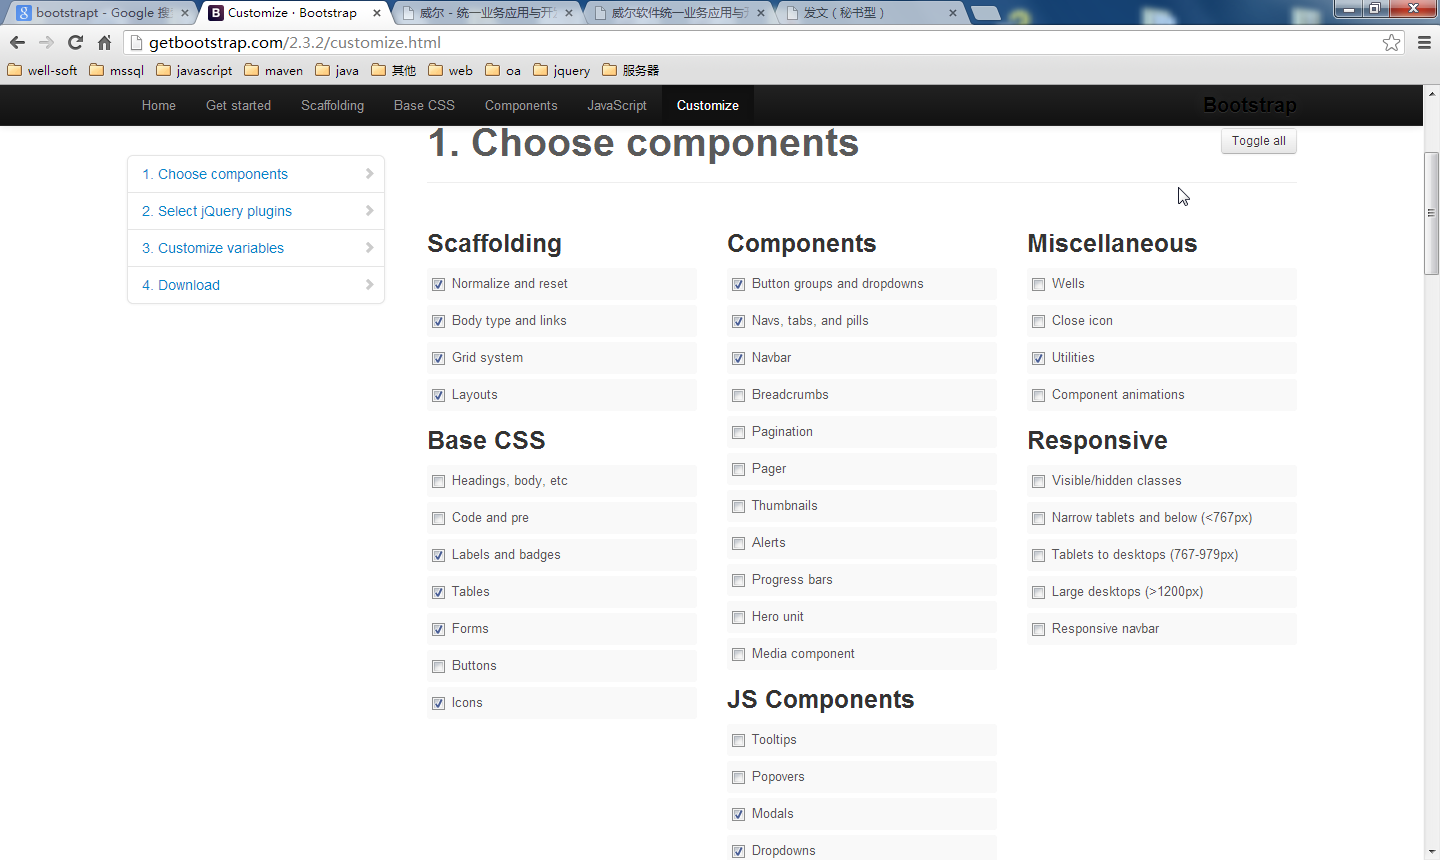 bootstrapt - Google 搜
Customize · Bootstrap
威尔 - 统一业务应用与开
威尔软件统一业务应用与
发文 ( 秘书型 )
getbootstrap.com/2.3.2/customize.html
well-soft
mssql
javascript
maven
java
其他
web
oa
jquery
服务器
Home
Get started
Scaffolding
Base CSS
Components
JavaScript
Customize
Bootstrap
1. Choose components
Toggle all
1. Choose components
2. Select jQuery plugins
3. Customize variables
4. Download
Scaffolding
Normalize and reset
Body type and links
Grid system
Layouts
Base CSS
Headings, body, etc
Code and pre
Labels and badges
Tables
Forms
Buttons
Icons
Components
Button groups and dropdowns
Navs, tabs, and pills
Navbar
Breadcrumbs
Pagination
Pager
Thumbnails
Alerts
Progress bars
Hero unit
Media component
JS Components
Tooltips
Popovers
Modals
Dropdowns
Miscellaneous
Wells
Close icon
Utilities
Component animations
Responsive
Visible/hidden classes
Narrow tablets and below (<767px)
Tablets to desktops (767-979px)
Large desktops (>1200px)
Responsive navbar